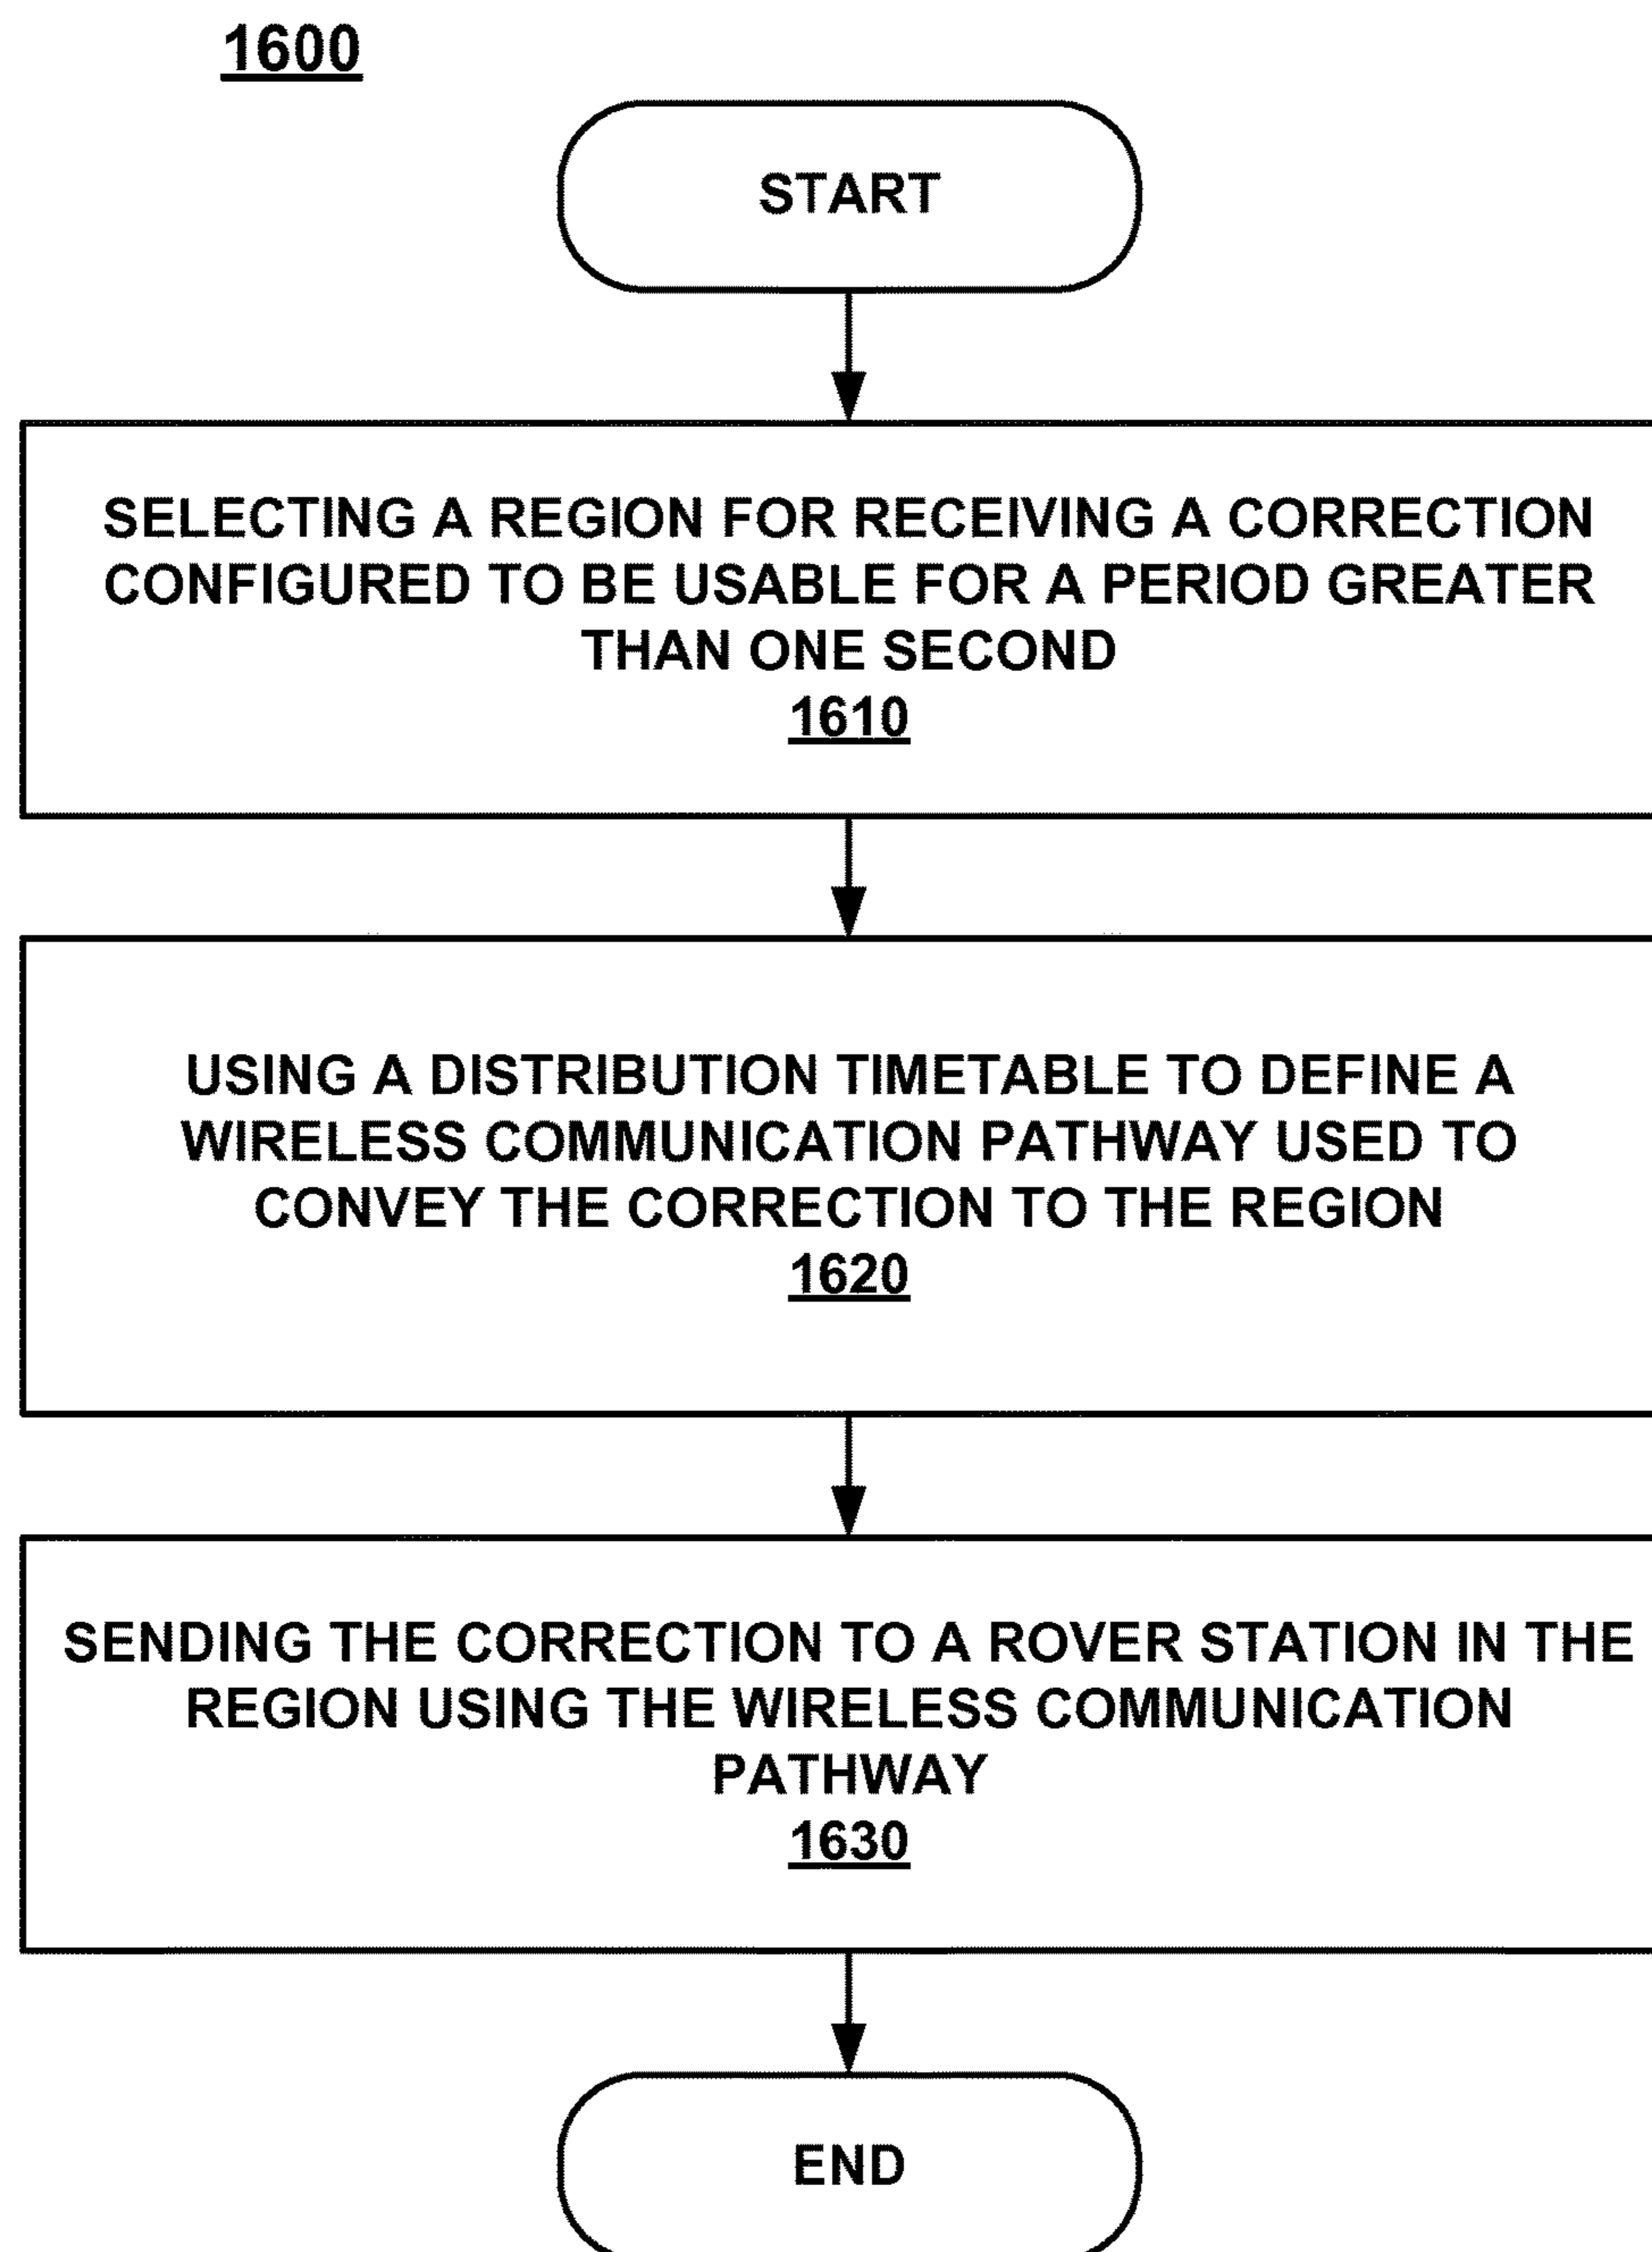 1600
START
SELECTING A REGION FOR RECEIVING A CORRECTION
CONFIGURED TO BE USABLE FOR A PERIOD GREATER
THAN ONE SECOND
1610
USING A DISTRIBUTION TIMETABLE TO DEFINE A
WIRELESS COMMUNICATION PATHWAY USED TO
CONVEY THE CORRECTION TO THE REGION
1620
SENDING THE CORRECTION TO A ROVER STATION IN THE
REGION USING THE WIRELESS COMMUNICATION
PATHWAY
1630
END